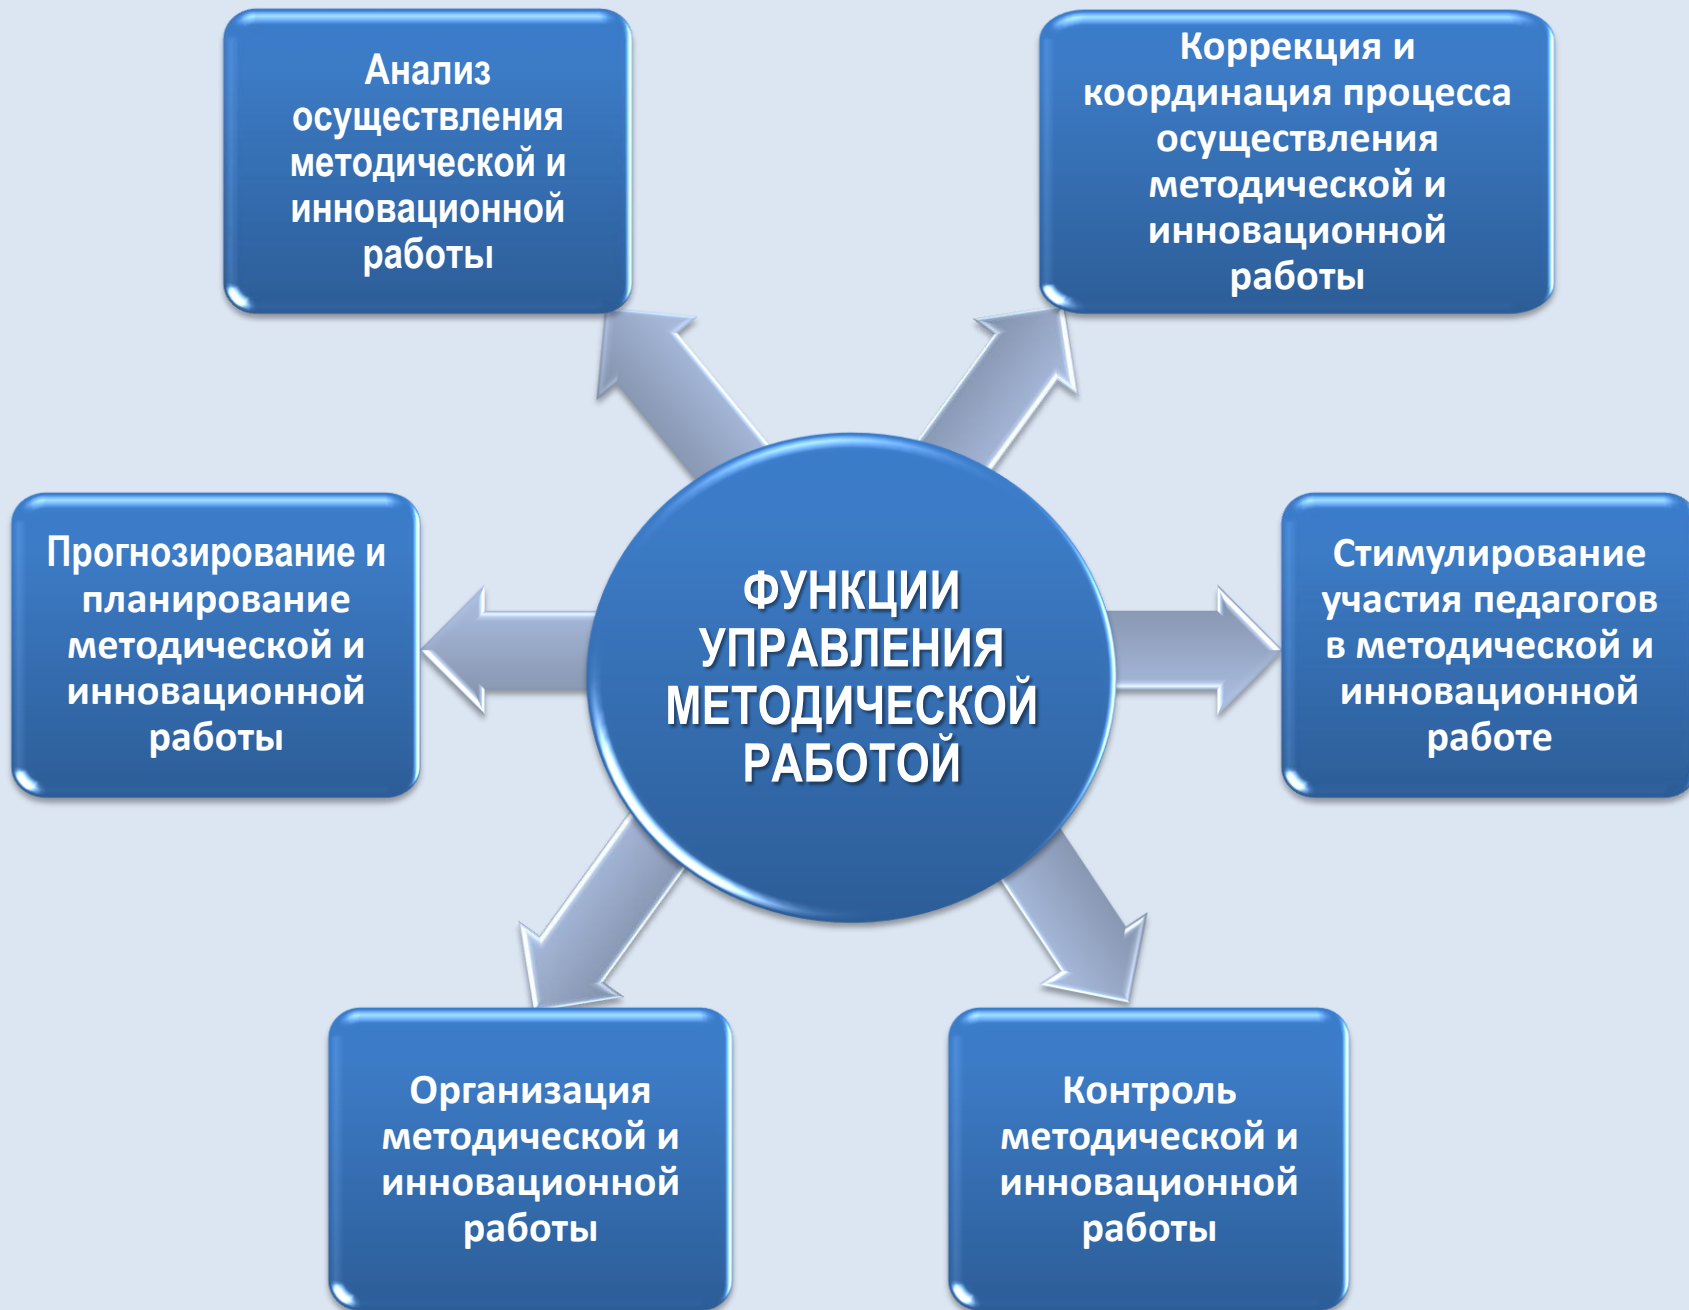 Анализ
осуществления
методической и
инновационной
работы
Коррекция и
координация процесса
осуществления
методической и
инновационной
работы
Прогнозирование и
планирование
методической и
инновационной
работы
ФУНКЦИИ
УПРАВЛЕНИЯ
МЕТОДИЧЕСКОЙ
РАБОТОЙ
Стимулирование
участия педагогов
в методической и
инновационной
работе
Организация
методической и
инновационной
работы
Контроль
методической и
инновационной
работы